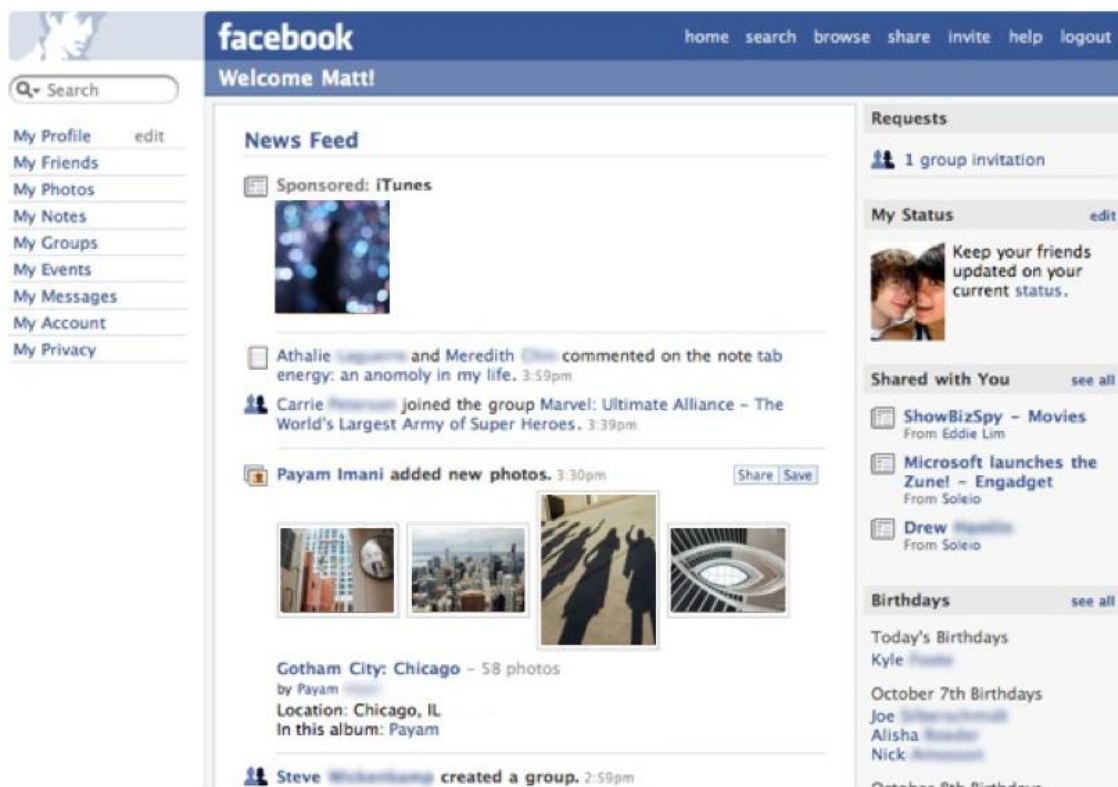 facebook
home search browse share invite help logout
Welcome Matt!
Search
My Profile edit
My Friends
My Photos
My Notes
My Groups
My Events
My Messages
My Account
My Privacy
News Feed
Sponsored: iTunes
Athalie and Meredith commented on the note tab
energy: an anomoly in my life. 3:59pm
Carrie joined the group Marvel: Ultimate Alliance – The
World's Largest Army of Super Heroes. 3:39pm
Payam Imani added new photos. 3:30pm
Share Save
Gotham City: Chicago – 58 photos
by Payam
Location: Chicago, IL
In this album: Payam
Steve created a group. 2:59pm
Requests
1 group invitation
My Status edit
Keep your friends
updated on your
current status.
Shared with You see all
ShowBizSpy – Movies
From Eddie Lim
Microsoft launches the
Zune! – Engadget
From Soleio
Drew
From Soleio
Birthdays see all
Today's Birthdays
Kyle
October 7th Birthdays
Joe
Alisha
Nick
October 8th Birthdays